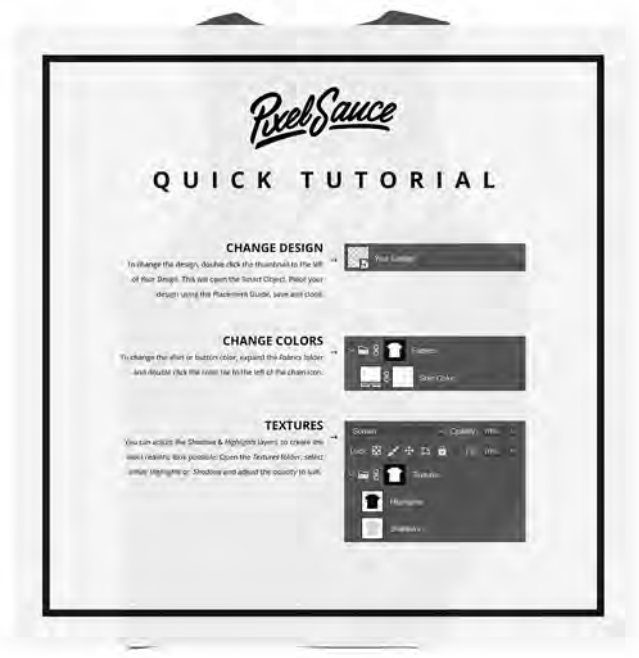 PixelSauce
QUICK TUTORIAL
CHANGE DESIGN
To change the design, double click the thumbnail to the left
of Your Design. This will open the Smart Object. Place your
design using the Placement Guide, save and close.
Your Design
CHANGE COLORS
To change the shirt or button color, expand the Fabrics folder
and double click the color tile to the left of the chain icon.
Fabrics
Shirt Color
TEXTURES
You can adjust the Shadow & Highlights layers, to create the
most realistic look possible. Open the Textures folder, select
either Highlights or Shadow and adjust the opacity to suit.
Screen
Opacity:
Lock:
Textures
Highlights
Shadows